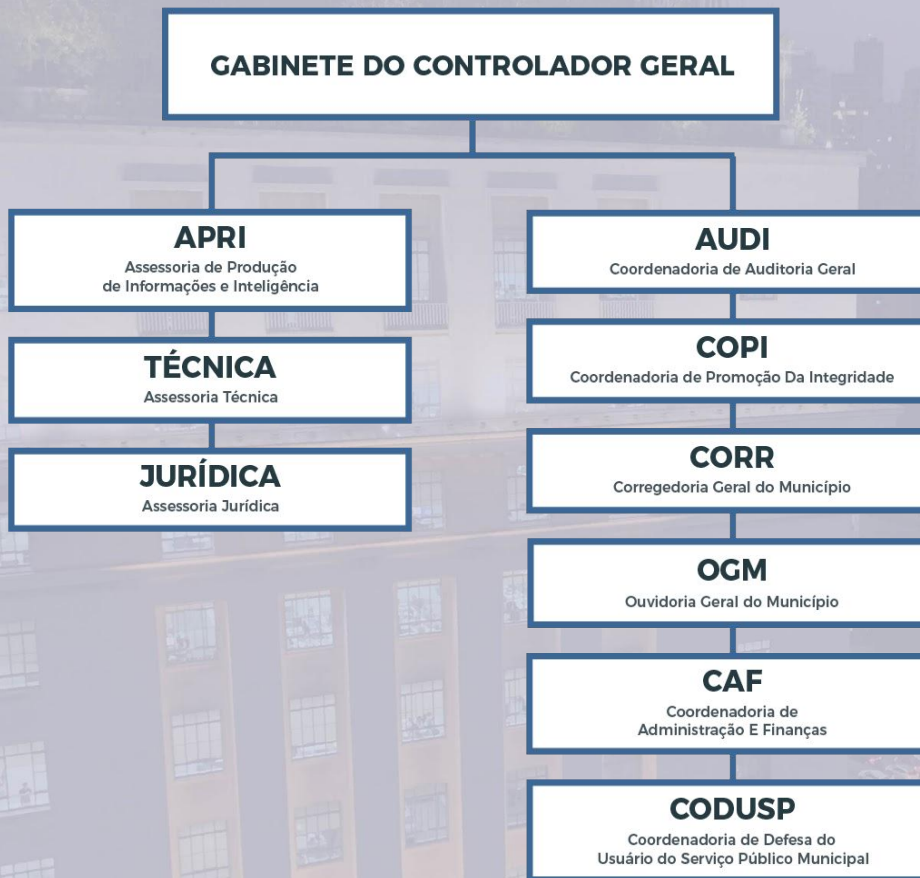 GABINETE DO CONTROLADOR GERAL
APRI
Assessoria de Produção
de Informações e Inteligência
TÉCNICA
Assessoria Técnica
JURÍDICA
Assessoria Jurídica
AUDI
Coordenadoria de Auditoria Geral
COPI
Coordenadoria de Promoção Da Integridade
CORR
Corregedoria Geral do Município
OGM
Ouvidoria Geral do Município
CAF
Coordenadoria de
Administração E Finanças
CODUSP
Coordenadoria de Defesa do
Usuário do Serviço Público Municipal